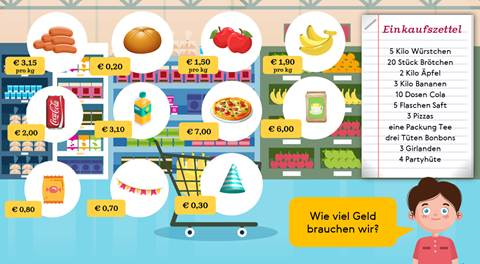 € 3,15
pro kg
€ 0,20
€ 1,50
pro kg
€ 1,90
pro kg
Coca-Cola
€ 2,00
€ 3,10
€ 7,00
€ 6,00
€ 0,80
€ 0,70
€ 0,30
Einkaufszettel
5 Kilo Würstchen
20 Stück Brötchen
2 Kilo Äpfel
3 Kilo Bananen
10 Dosen Cola
5 Flaschen Saft
3 Pizzas
eine Packung Tee
drei Tüten Bonbons
3 Girlanden
4 Partyhüte
Wie viel Geld
brauchen wir?